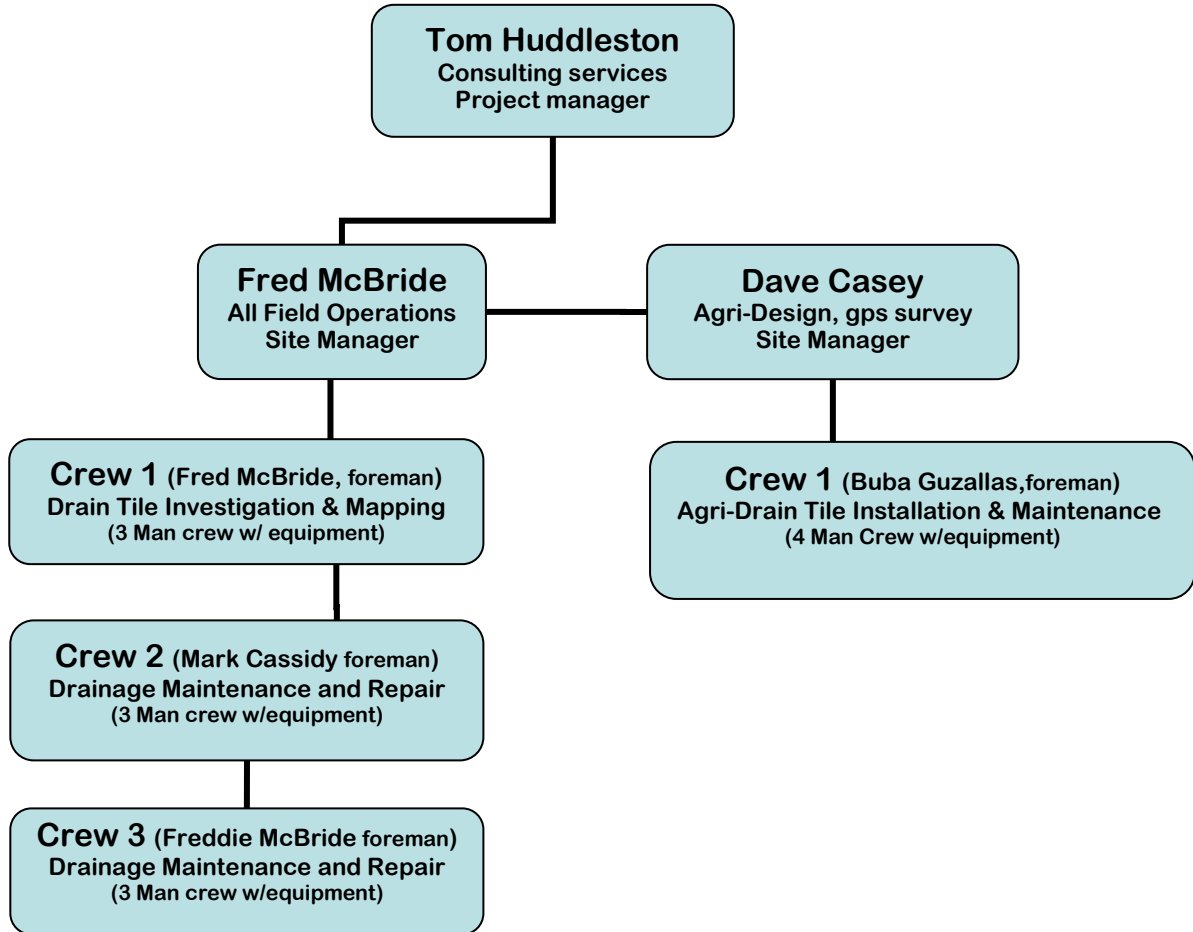 Tom Huddleston
Consulting services
Project manager
Fred McBride
All Field Operations
Site Manager
Dave Casey
Agri-Design, gps survey
Site Manager
Crew 1 (Fred McBride, foreman)
Drain Tile Investigation & Mapping
(3 Man crew w/ equipment)
Crew 1 (Buba Guzallas,foreman)
Agri-Drain Tile Installation & Maintenance
(4 Man Crew w/equipment)
Crew 2 (Mark Cassidy foreman)
Drainage Maintenance and Repair
(3 Man crew w/equipment)
Crew 3 (Freddie McBride foreman)
Drainage Maintenance and Repair
(3 Man crew w/equipment)